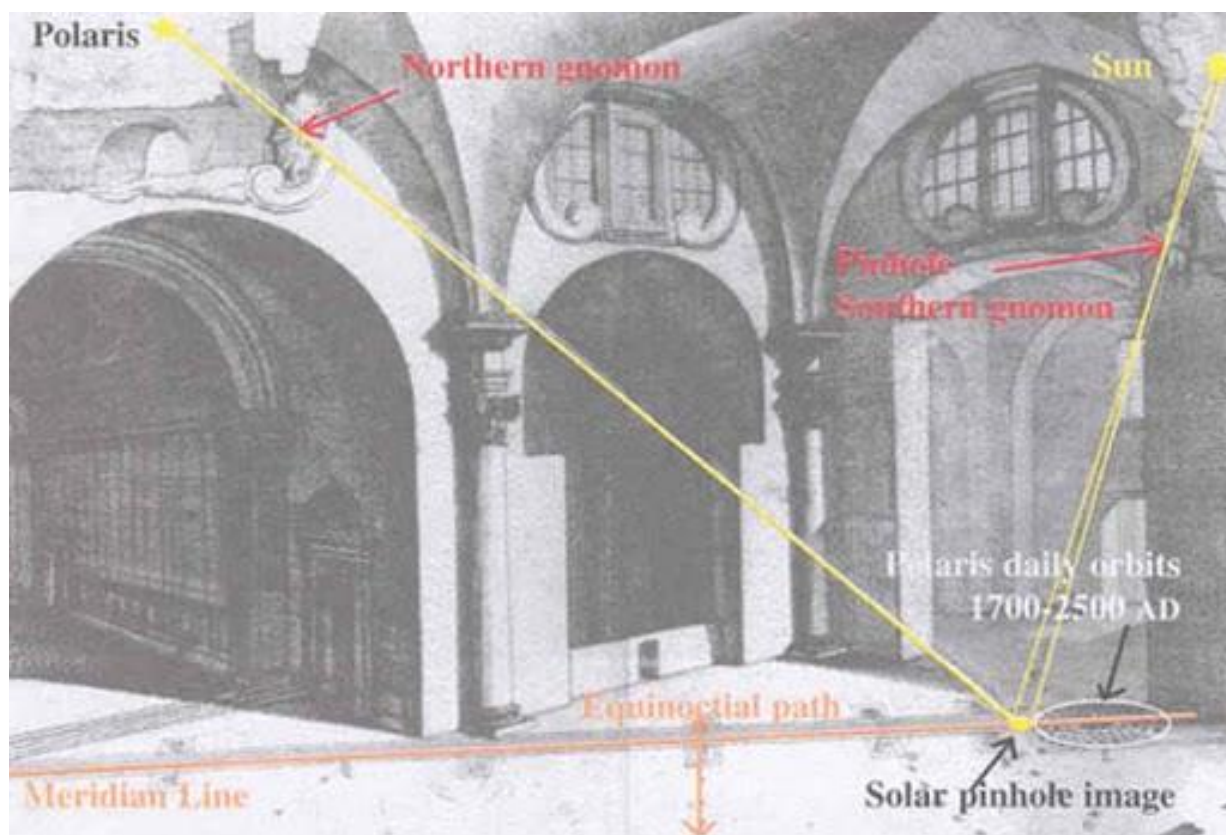 Polaris
Northern gnomon
Sun
Pinhole
Southern gnomon
Polaris daily orbits
1700-2500 AD
Equinoctial path
Meridian Line
Solar pinhole image